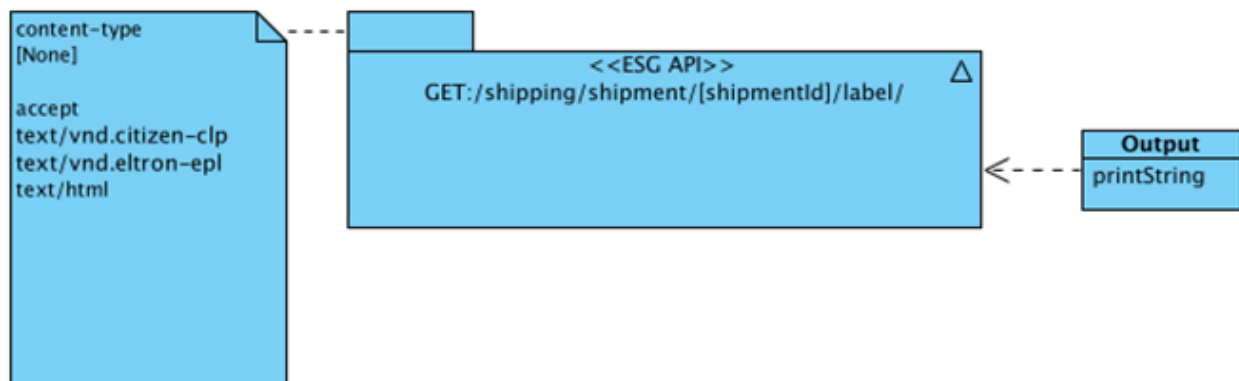 content-type
[None]
accept
text/vnd.citizen-clp
text/vnd.eltron-epl
text/html
<<ESG API>>
GET:/shipping/shipment/[shipmentId]/label/
Output
printString